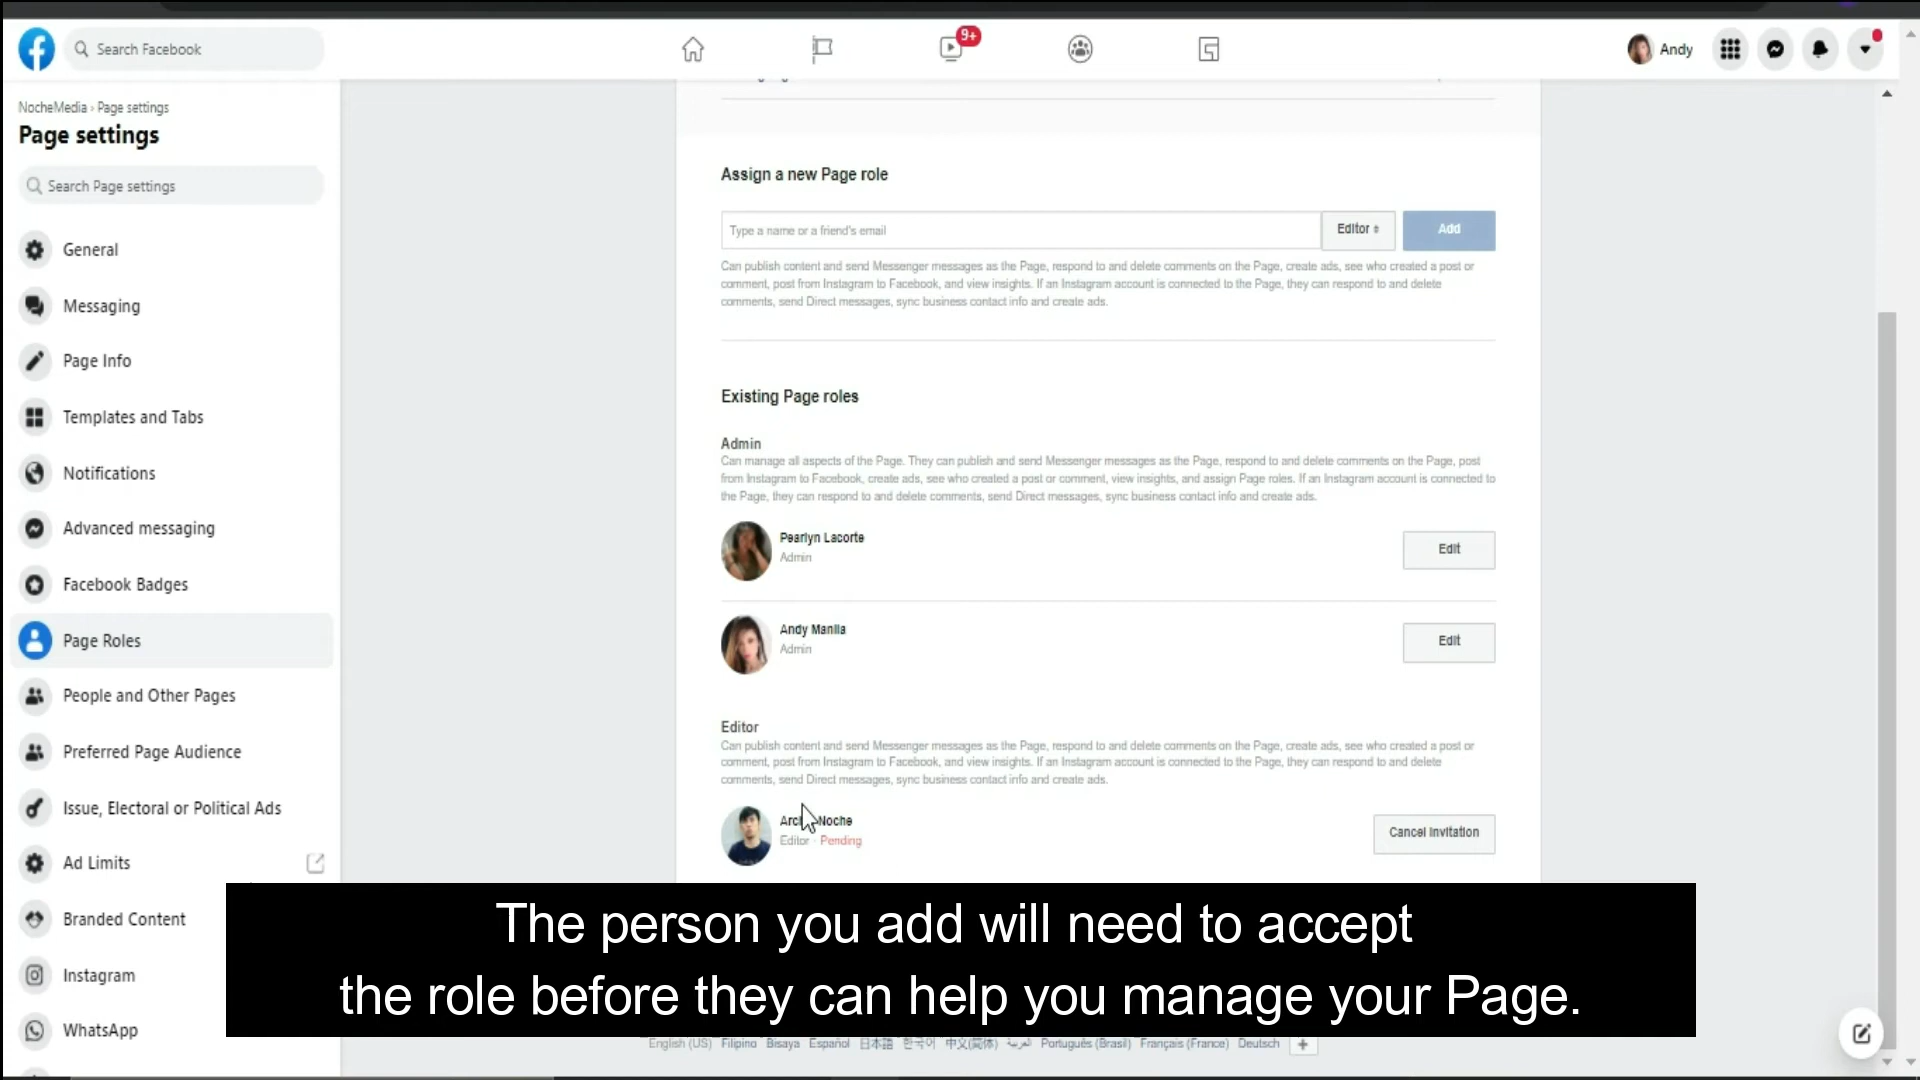 Search Facebook
9+
Andy
NocheMedia › Page settings
Page settings
Search Page settings
General
Messaging
Page Info
Templates and Tabs
Notifications
Advanced messaging
Facebook Badges
Page Roles
People and Other Pages
Preferred Page Audience
Issue, Electoral or Political Ads
Ad Limits
Branded Content
Instagram
WhatsApp
Assign a new Page role
Type a name or a friend's email
Editor
Add
Can publish content and send Messenger messages as the Page, respond to and delete comments on the Page, create ads, see who created a post or
comment, post from Instagram to Facebook, and view insights. If an Instagram account is connected to the Page, they can respond to and delete
comments, send Direct messages, sync business contact info and create ads.
Existing Page roles
Admin
Can manage all aspects of the Page. They can publish and send Messenger messages as the Page, respond to and delete comments on the Page, post
from Instagram to Facebook, create ads, see who created a post or comment, view insights, and assign Page roles. If an Instagram account is connected to
the Page, they can respond to and delete comments, send Direct messages, sync business contact info and create ads.
Pearlyn Lacorte
Admin
Edit
Andy Manila
Admin
Edit
Editor
Can publish content and send Messenger messages as the Page, respond to and delete comments on the Page, create ads, see who created a post or
comment, post from Instagram to Facebook, and view insights. If an Instagram account is connected to the Page, they can respond to and delete
comments, send Direct messages, sync business contact info and create ads.
Noche
Editor · Pending
Cancel Invitation
The person you add will need to accept
the role before they can help you manage your Page.
English (US) Filipino Bisaya Español 日本語 한국어 中文(简体) العربية Português (Brasil) Français (France) Deutsch